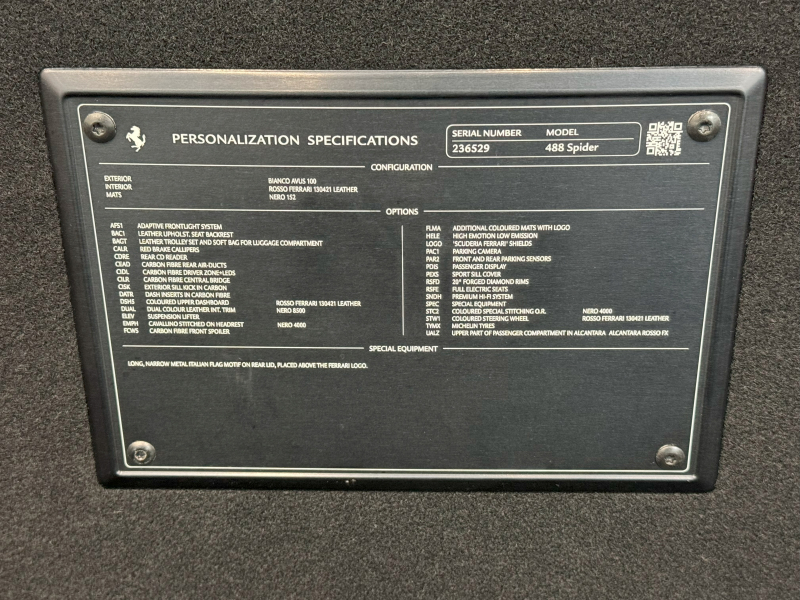 PERSONALIZATION SPECIFICATIONS
SERIAL NUMBER MODEL
236529 488 Spider
CONFIGURATION
EXTERIOR BIANCO AVUS 100
INTERIOR ROSSO FERRARI 130421 LEATHER
MATS NERO 152
OPTIONS
AFS1 ADAPTIVE FRONTLIGHT SYSTEM
BAC1 LEATHER UPHOLST. SEAT BACKREST
BAGT LEATHER TROLLEY SET AND SOFT BAG FOR LUGGAGE COMPARTMENT
CALR RED BRAKE CALLIPERS
CDRE REAR CD READER
CEAD CARBON FIBRE REAR AIR-DUCTS
CIDL CARBON FIBRE DRIVER ZONE+LEDS
CILR CARBON FIBRE CENTRAL BRIDGE
CISK EXTERIOR SILL KICK IN CARBON
DATR DASH INSERTS IN CARBON FIBRE
DSHS COLOURED UPPER DASHBOARD ROSSO FERRARI 130421 LEATHER
DUAL DUAL COLOUR LEATHER INT. TRIM NERO 8500
ELEV SUSPENSION LIFTER
EMPH CAVALLINO STITCHED ON HEADREST NERO 4000
FCWS CARBON FIBRE FRONT SPOILER
FLMA ADDITIONAL COLOURED MATS WITH LOGO
HELE HIGH EMOTION LOW EMISSION
LOGO "SCUDERIA FERRARI" SHIELDS
PAC1 PARKING CAMERA
PAR2 FRONT AND REAR PARKING SENSORS
PDIS PASSENGER DISPLAY
PEXS SPORT SILL COVER
RSFD 20" FORGED DIAMOND RIMS
RSFE FULL ELECTRIC SEATS
SNDH PREMIUM HI-FI SYSTEM
SPEC SPECIAL EQUIPMENT
STC2 COLOURED SPECIAL STITCHING O.R. NERO 4000
STW1 COLOURED STEERING WHEEL ROSSO FERRARI 130421 LEATHER
TYMX MICHELIN TYRES
UALZ UPPER PART OF PASSENGER COMPARTMENT IN ALCANTARA ALCANTARA ROSSO FX
SPECIAL EQUIPMENT
LONG, NARROW METAL ITALIAN FLAG MOTIF ON REAR LID, PLACED ABOVE THE FERRARI LOGO.